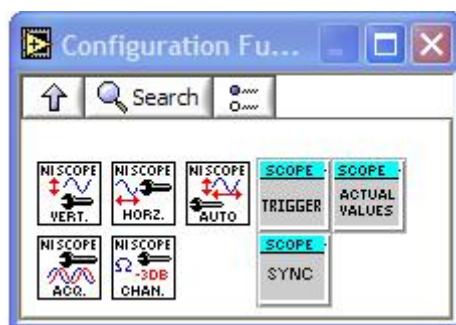 Configuration Fu...
Search
NI SCOPE
VERT.
NI SCOPE
HORZ.
NI SCOPE
AUTO
SCOPE
TRIGGER
SCOPE
ACTUAL
VALUES
NI SCOPE
ACQ.
NI SCOPE
Ω -3DB
CHAN.
SCOPE
SYNC